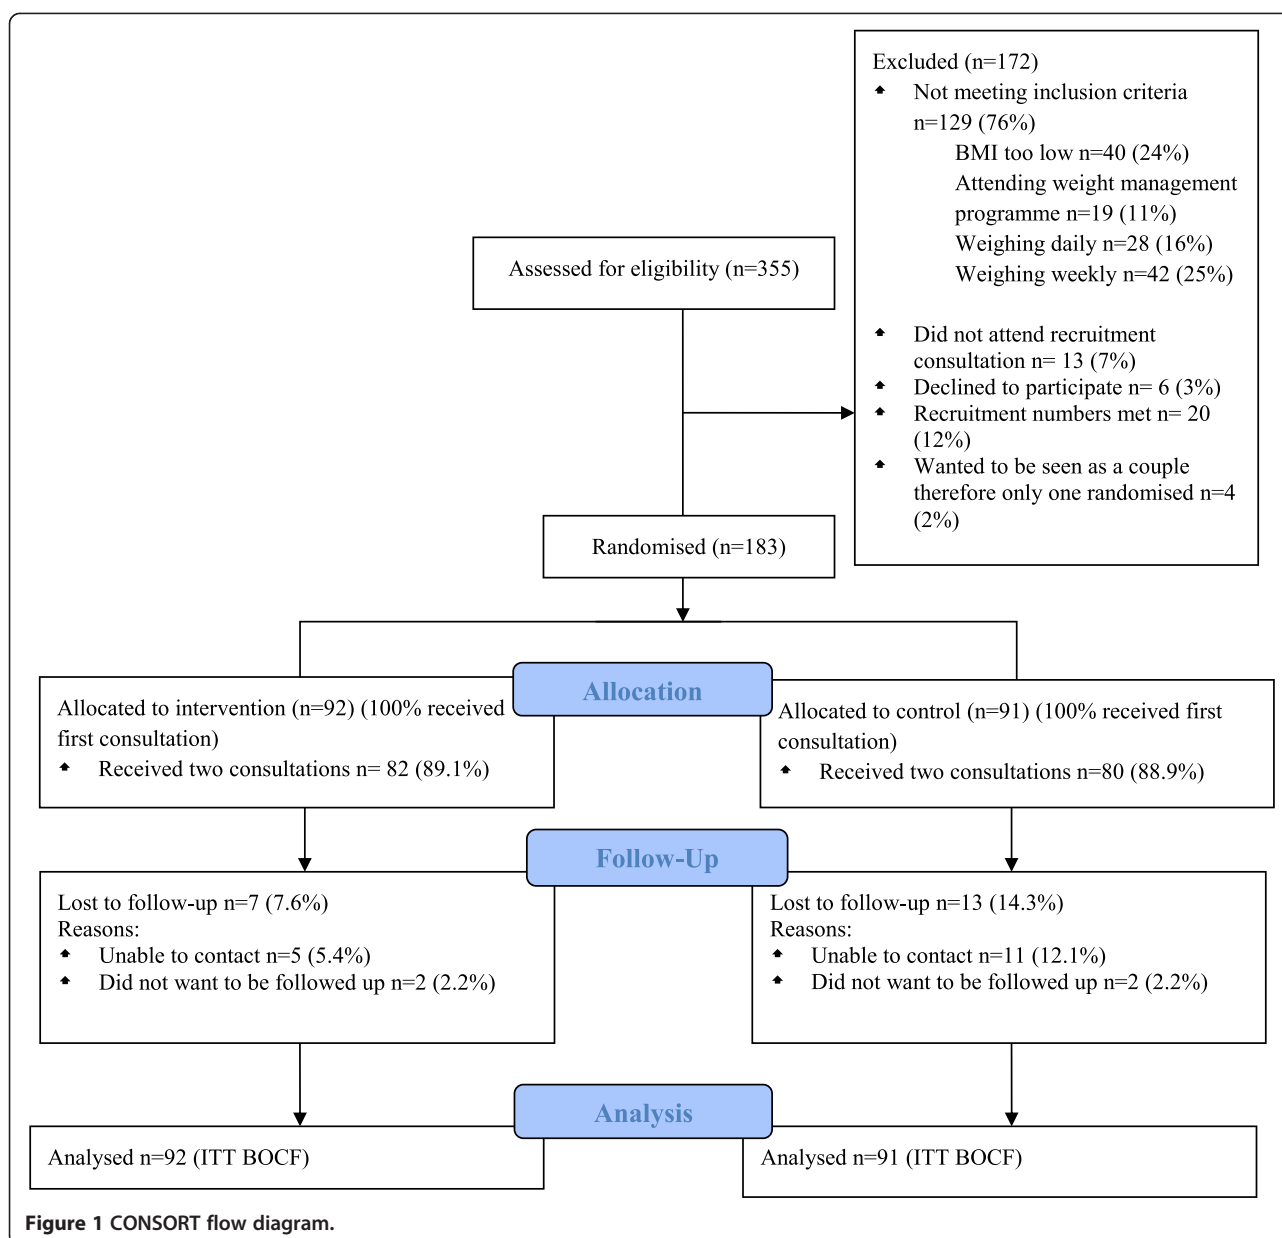 Excluded (n=172)
Not meeting inclusion criteria
n=129 (76%)
BMI too low n=40 (24%)
Attending weight management
programme n=19 (11%)
Weighing daily n=28 (16%)
Weighing weekly n=42 (25%)
Did not attend recruitment
consultation n= 13 (7%)
Declined to participate n= 6 (3%)
Recruitment numbers met n= 20
(12%)
Wanted to be seen as a couple
therefore only one randomised n=4
(2%)
Assessed for eligibility (n=355)
Randomised (n=183)
Allocation
Allocated to intervention (n=92) (100% received
first consultation)
Received two consultations n= 82 (89.1%)
Allocated to control (n=91) (100% received first
consultation)
Received two consultations n=80 (88.9%)
Follow-Up
Lost to follow-up n=7 (7.6%)
Reasons:
Unable to contact n=5 (5.4%)
Did not want to be followed up n=2 (2.2%)
Lost to follow-up n=13 (14.3%)
Reasons:
Unable to contact n=11 (12.1%)
Did not want to be followed up n=2 (2.2%)
Analysis
Analysed n=92 (ITT BOCF)
Analysed n=91 (ITT BOCF)
Figure 1 CONSORT flow diagram.